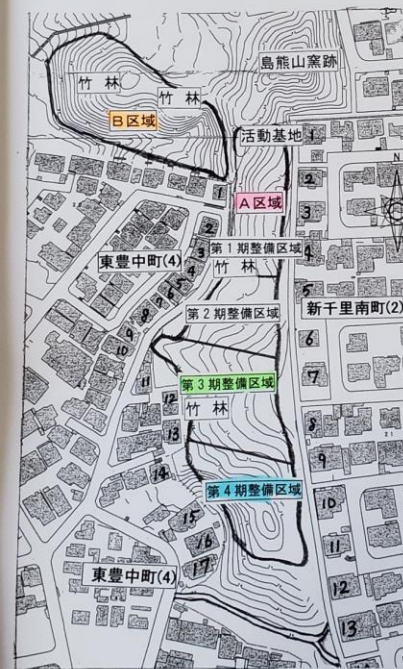 島熊山窯跡
竹林
竹林
B区域
活動基地
1
2
3
A区域
1
2
3
4
5
6
7
8
9
10
11
12
13
14
15
16
17
第1期整備区域
竹林
東豊中町(4)
第2期整備区域
新千里南町(2)
4
5
6
7
8
9
10
11
12
13
第3期整備区域
竹林
第4期整備区域
東豊中町(4)